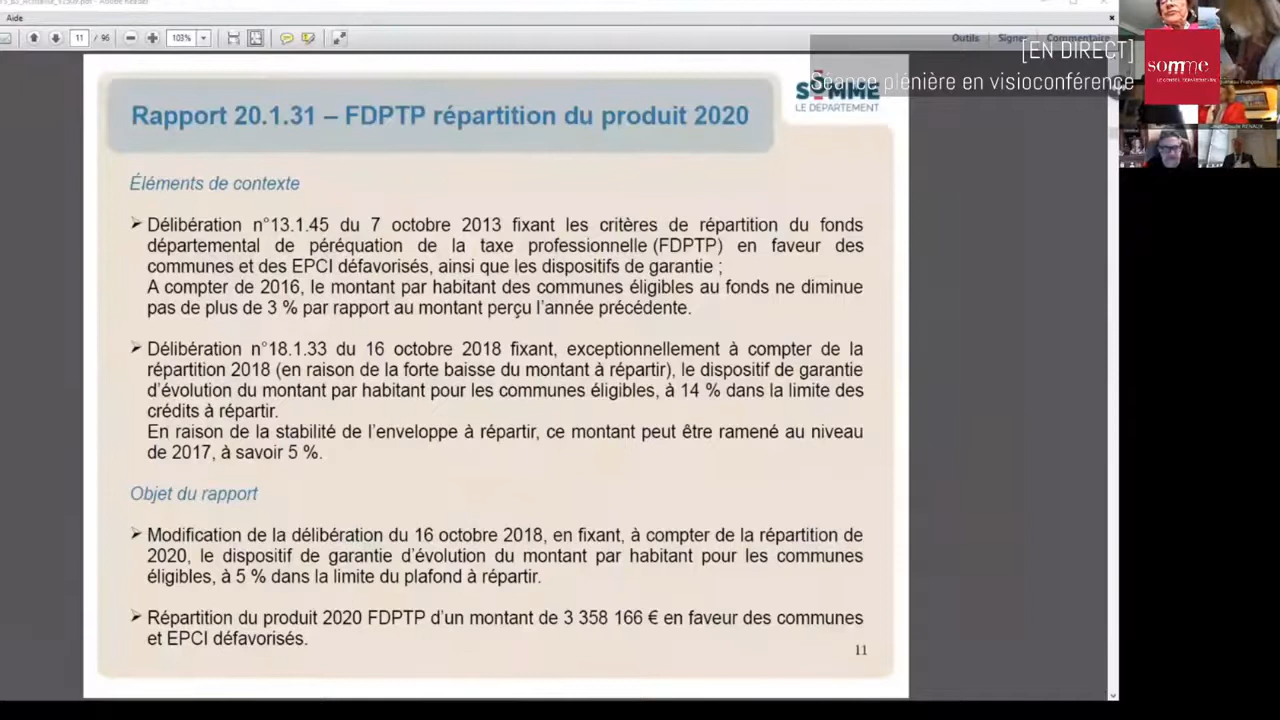 Aide
11 / 96
103%
Outils
Signer
Commentaire
[EN DIRECT]
Séance plénière en visioconférence
somme
SOMME
LE DÉPARTEMENT
Rapport 20.1.31 – FDPTP répartition du produit 2020
Éléments de contexte
➢ Délibération n°13.1.45 du 7 octobre 2013 fixant les critères de répartition du fonds
départemental de péréquation de la taxe professionnelle (FDPTP) en faveur des
communes et des EPCI défavorisés, ainsi que les dispositifs de garantie ;
A compter de 2016, le montant par habitant des communes éligibles au fonds ne diminue
pas de plus de 3 % par rapport au montant perçu l’année précédente.
➢ Délibération n°18.1.33 du 16 octobre 2018 fixant, exceptionnellement à compter de la
répartition 2018 (en raison de la forte baisse du montant à répartir), le dispositif de garantie
d’évolution du montant par habitant pour les communes éligibles, à 14 % dans la limite des
crédits à répartir.
En raison de la stabilité de l’enveloppe à répartir, ce montant peut être ramené au niveau
de 2017, à savoir 5 %.
Objet du rapport
➢ Modification de la délibération du 16 octobre 2018, en fixant, à compter de la répartition de
2020, le dispositif de garantie d’évolution du montant par habitant pour les communes
éligibles, à 5 % dans la limite du plafond à répartir.
➢ Répartition du produit 2020 FDPTP d’un montant de 3 358 166 € en faveur des communes
et EPCI défavorisés.
11